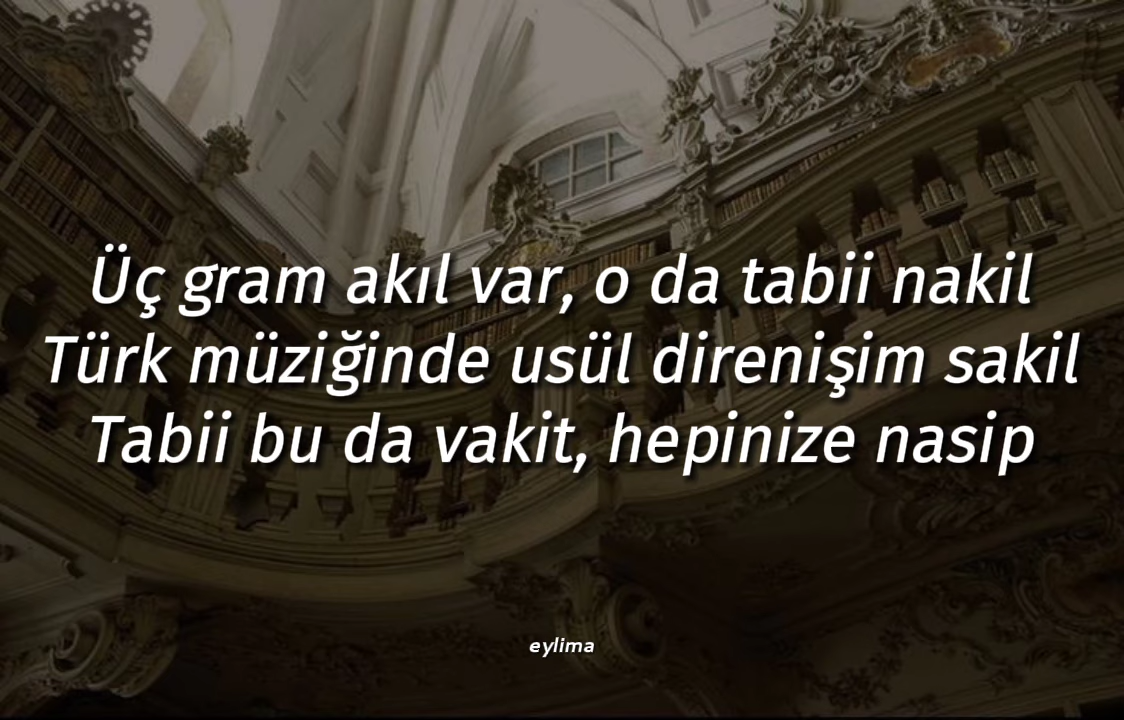 Üç gram akıl var, o da tabii nakil
Türk müziğinde usül direnişim sakil
Tabii bu da vakit, hepinize nasip
eylima